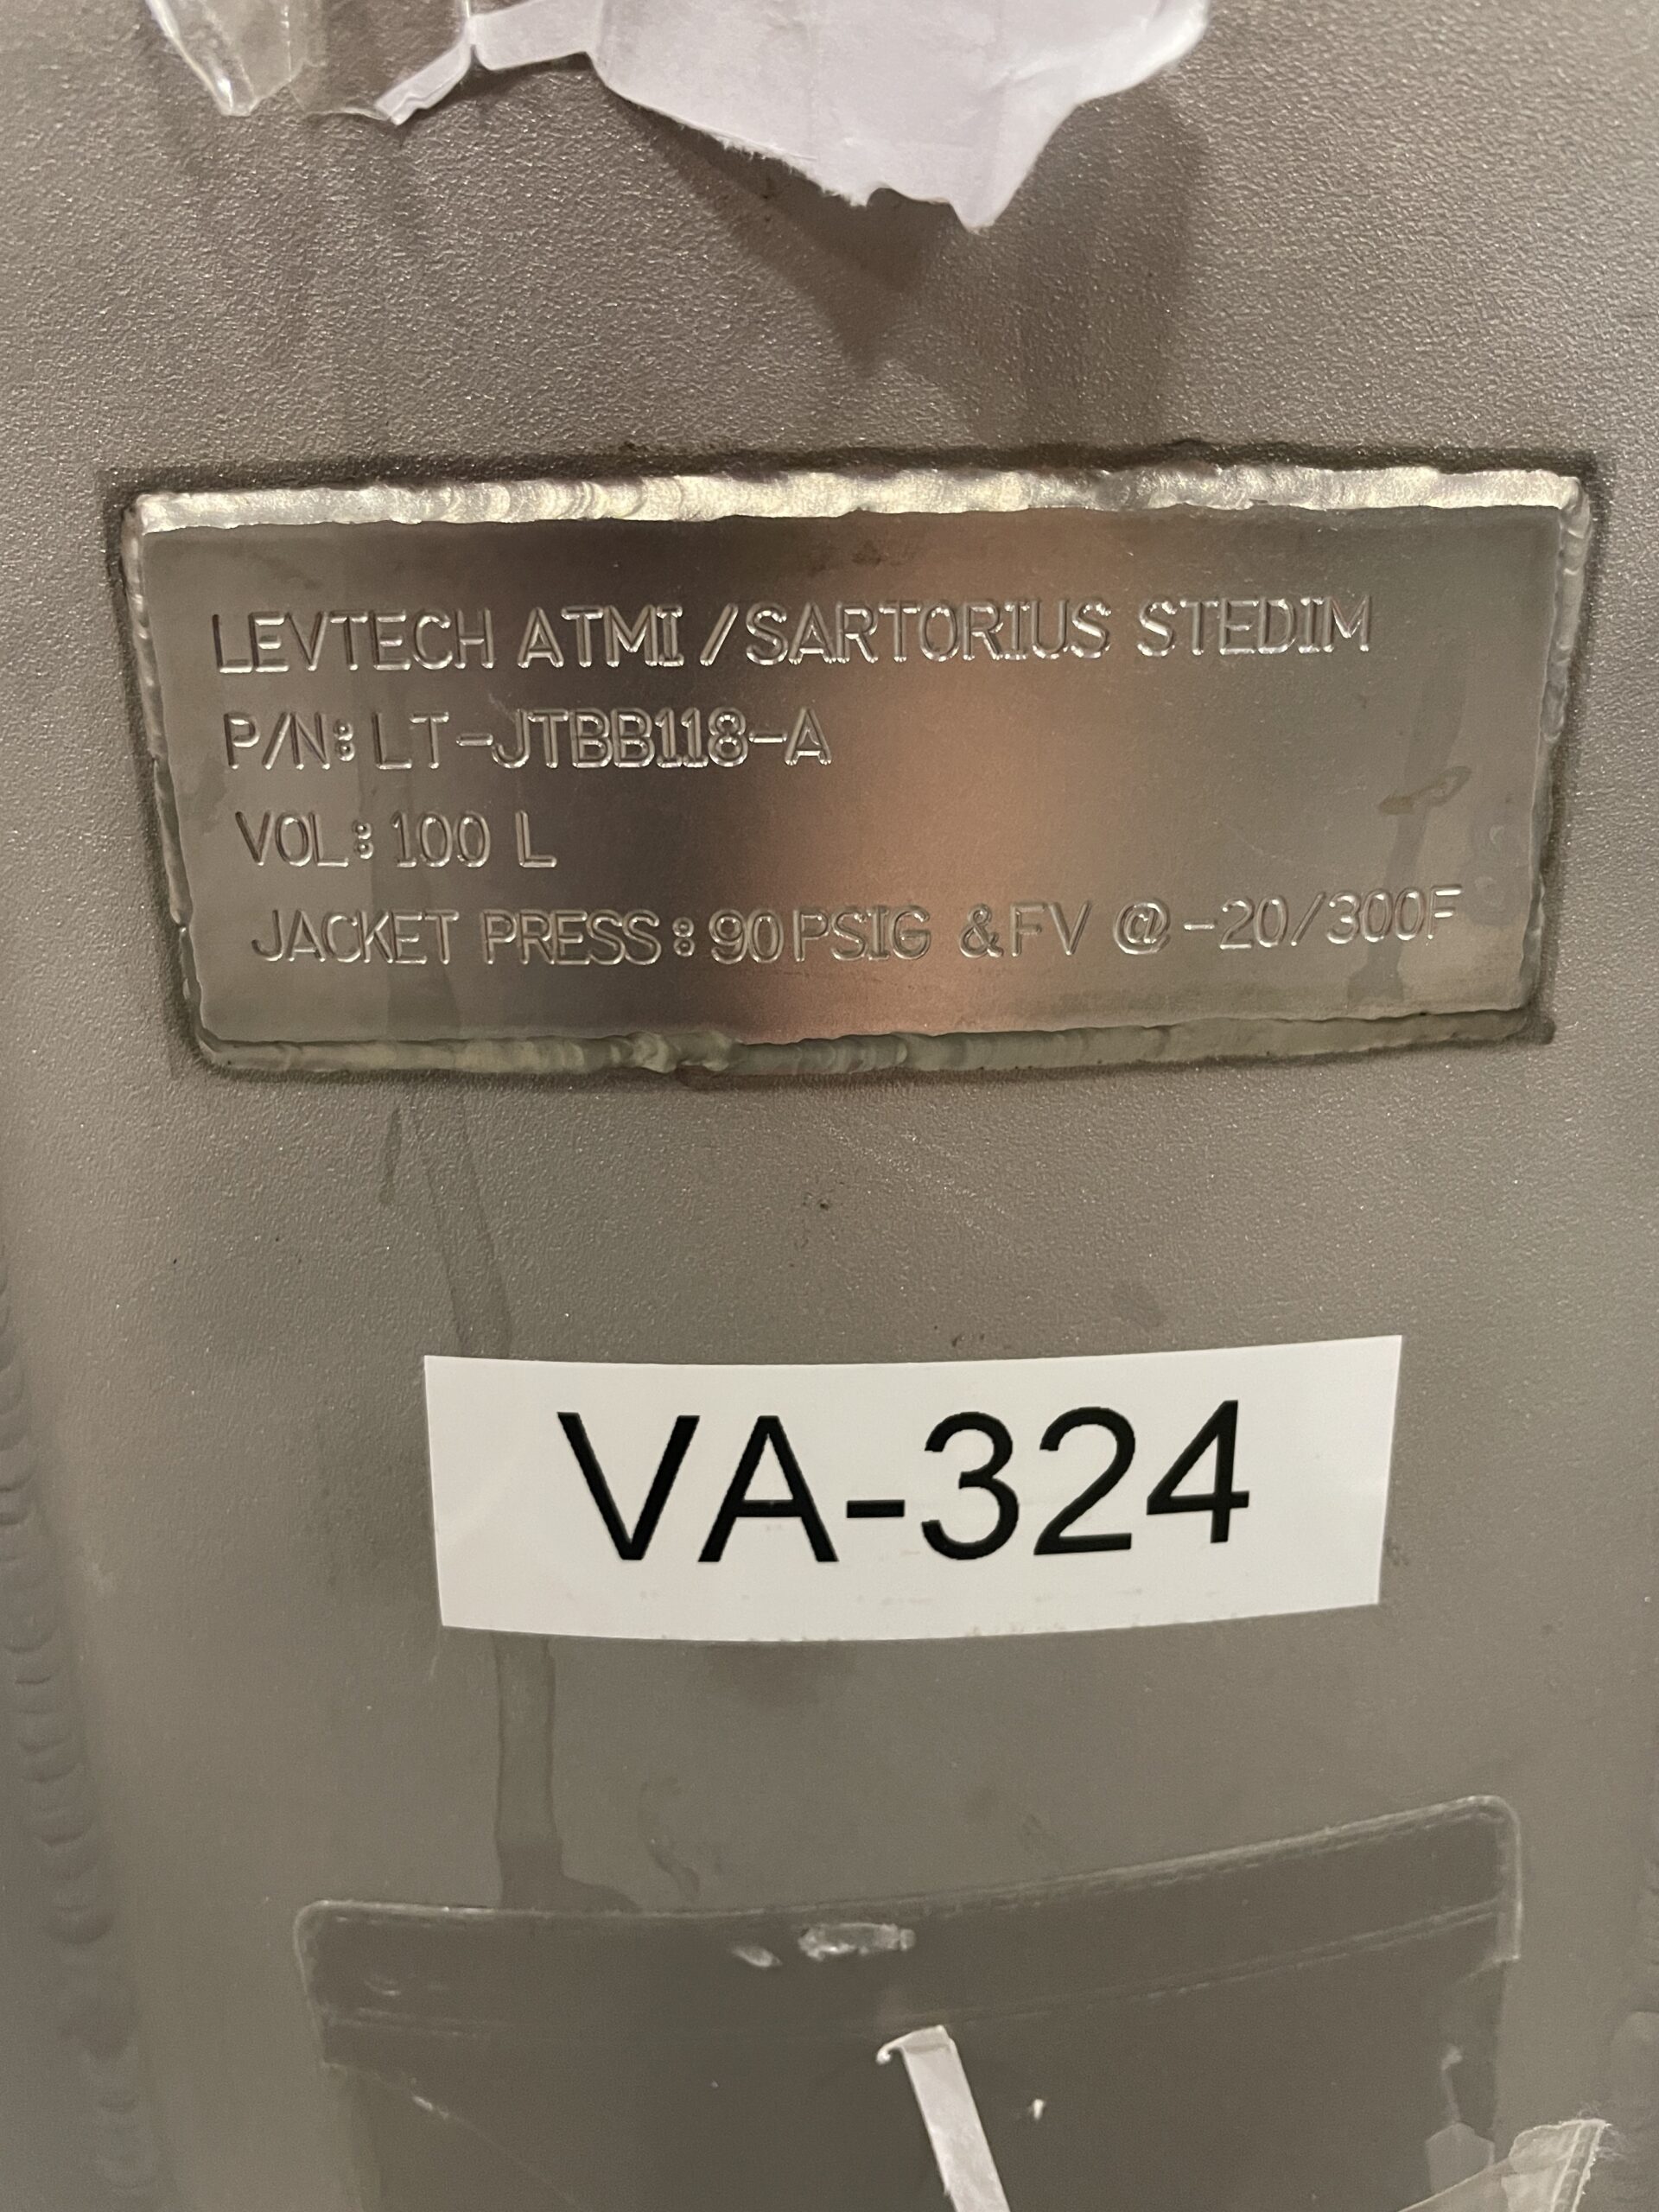 LEVTECH ATMI / SARTORIUS STEDIM
P/N: LT-JTBB118-A
VOL: 100 L
JACKET PRESS: 90 PSIG & FV @ -20/300F
VA-324